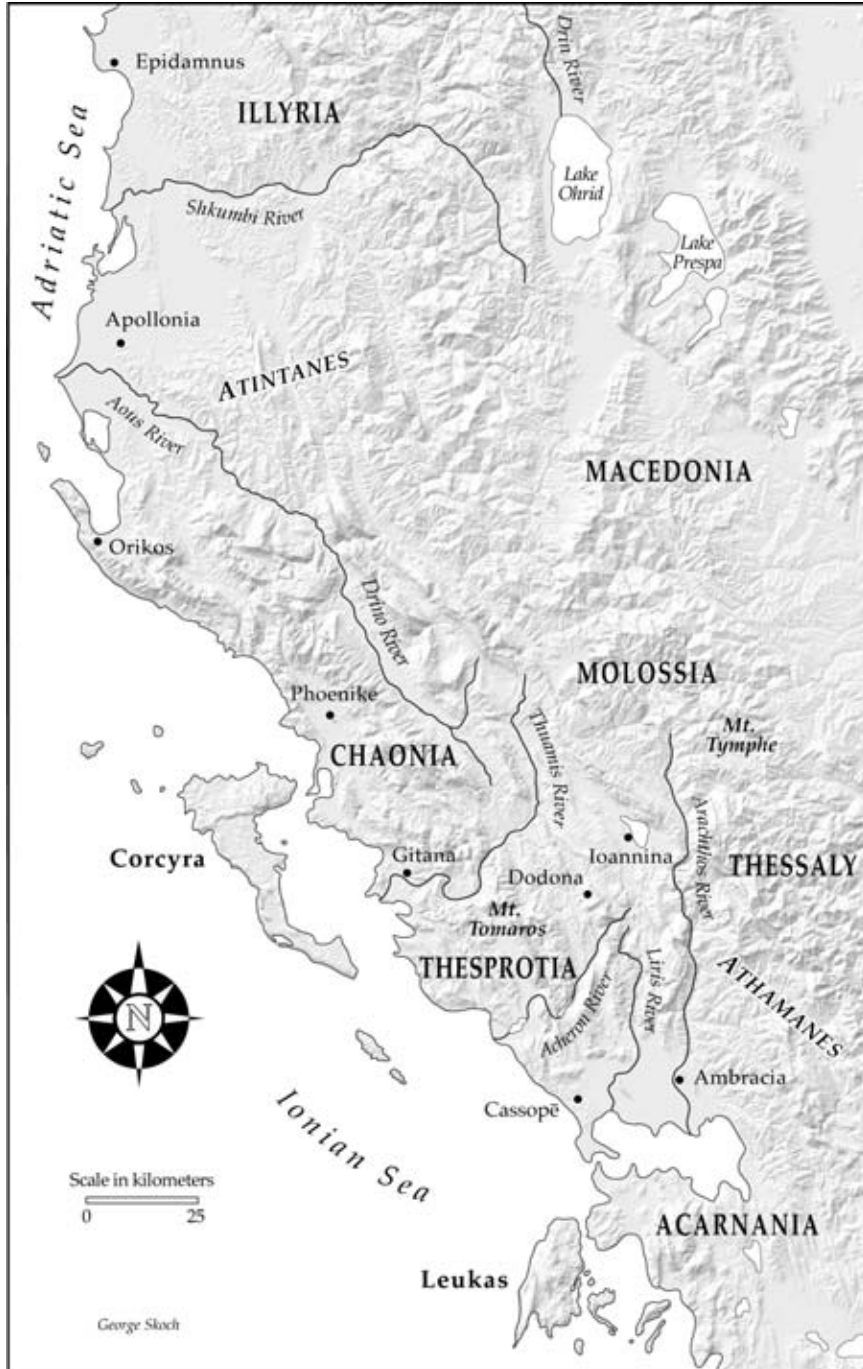 Epidamnus
ILLYRIA
Drin River
Adriatic Sea
Lake
Ohrid
Shkumbi River
Lake
Prespa
Apollonia
ATINTANES
Aous River
MACEDONIA
Orikos
Drino River
MOLOSSIA
Phoenike
Mt.
Tymphe
CHAONIA
Thuamis River
Arachthos River
Corcyra
Gitana
Ioannina
THESSALY
Dodona
Mt.
Tomaros
THESPROTIA
Liris River
ATHAMANES
N
Acheron River
Ambracia
Cassopē
Ionian Sea
Scale in kilometers
0 25
ACARNANIA
Leukas
George Skoch